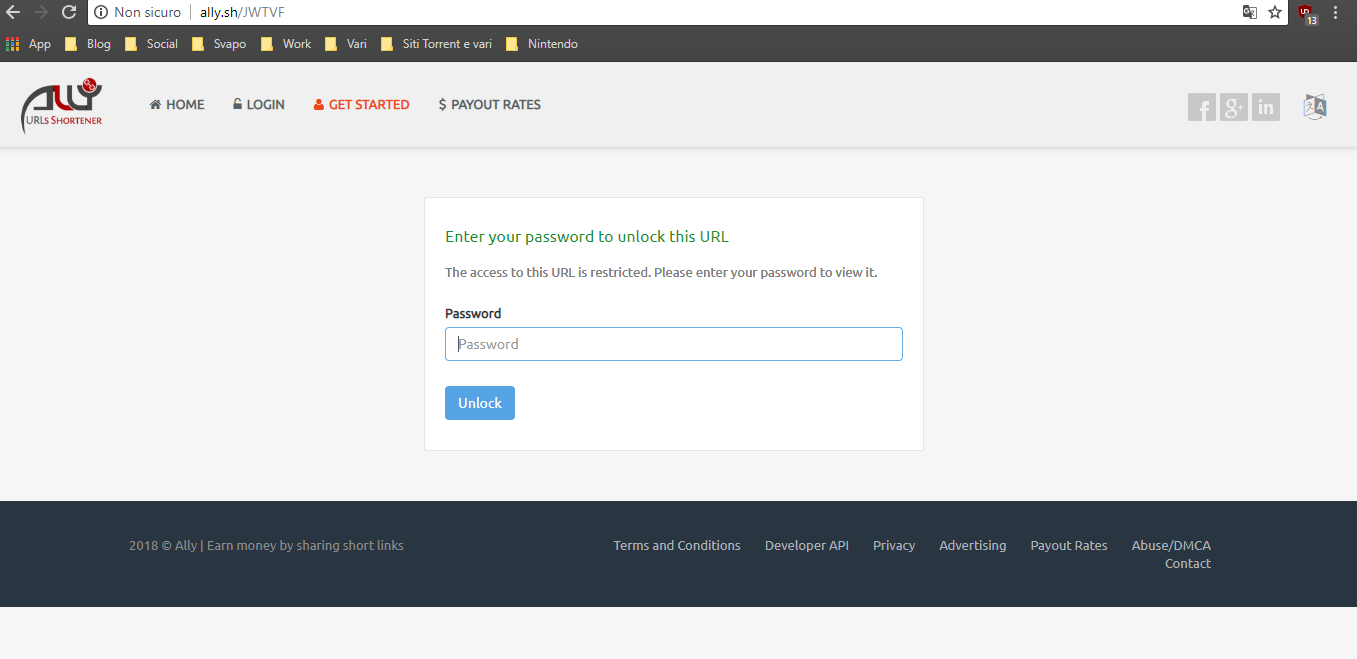 Non sicuro ally.sh/JWTVF
13
App Blog Social Svapo Work Vari Siti Torrent e vari Nintendo
ALLY
URLS SHORTENER
HOME LOGIN GET STARTED $ PAYOUT RATES
f g+ in
A
Enter your password to unlock this URL
The access to this URL is restricted. Please enter your password to view it.
Password
Password
Unlock
2018 © Ally | Earn money by sharing short links
Terms and Conditions Developer API Privacy Advertising Payout Rates Abuse/DMCA
Contact